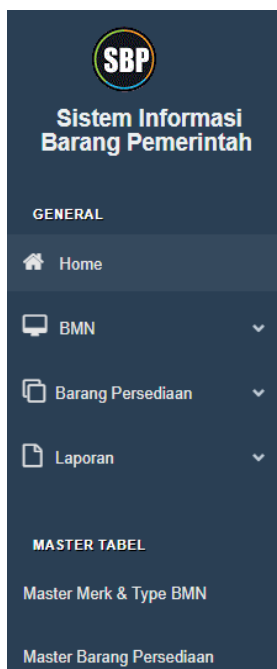 SBP
Sistem Informasi
Barang Pemerintah
GENERAL
Home
BMN
Barang Persediaan
Laporan
MASTER TABEL
Master Merk & Type BMN
Master Barang Persediaan